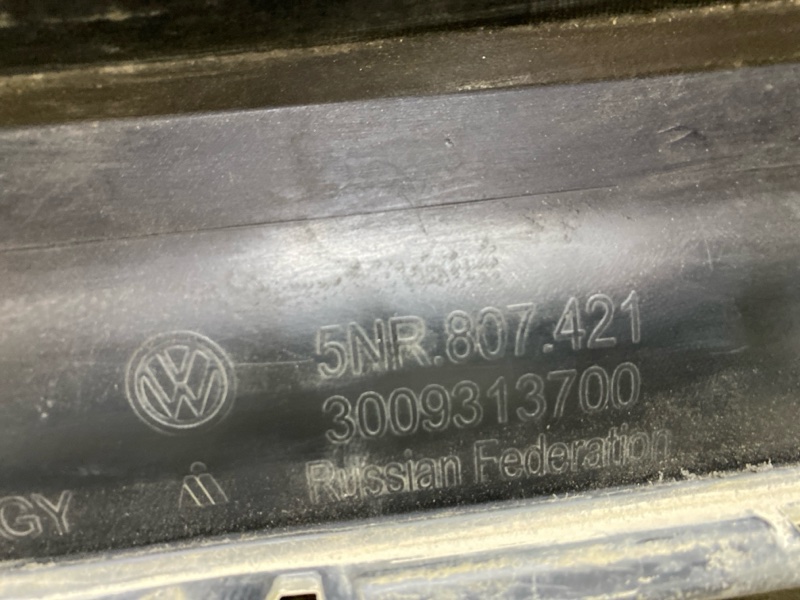 5NR.807.421
3009313700
Russian Federation
GY